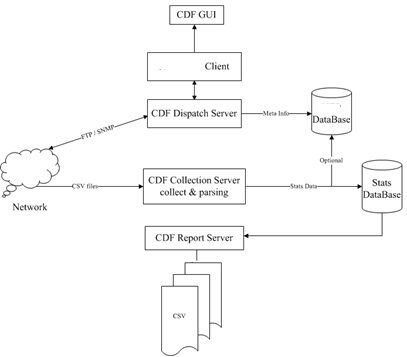 CDF GUI
Client
CDF Dispatch Server
Meta Info
DataBase
FTP / SNMP
Optional
Network
CSV files
CDF Collection Server
collect & parsing
Stats Data
Stats
DataBase
CDF Report Server
CSV